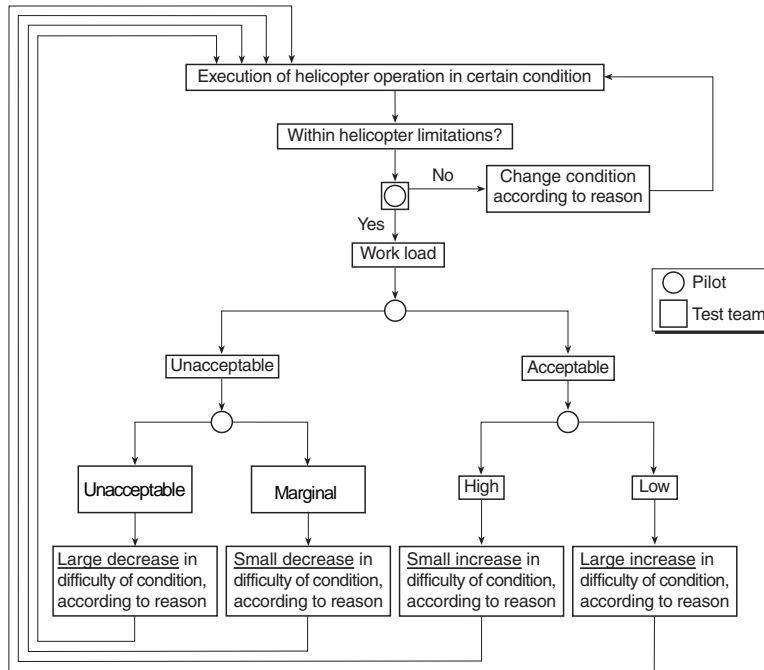 Execution of helicopter operation in certain condition
Within helicopter limitations?
No
Change condition
according to reason
Yes
Work load
Pilot
Test team
Unacceptable
Acceptable
Unacceptable
Marginal
High
Low
Large decrease in
difficulty of condition,
according to reason
Small decrease in
difficulty of condition,
according to reason
Small increase in
difficulty of condition,
according to reason
Large increase in
difficulty of condition,
according to reason